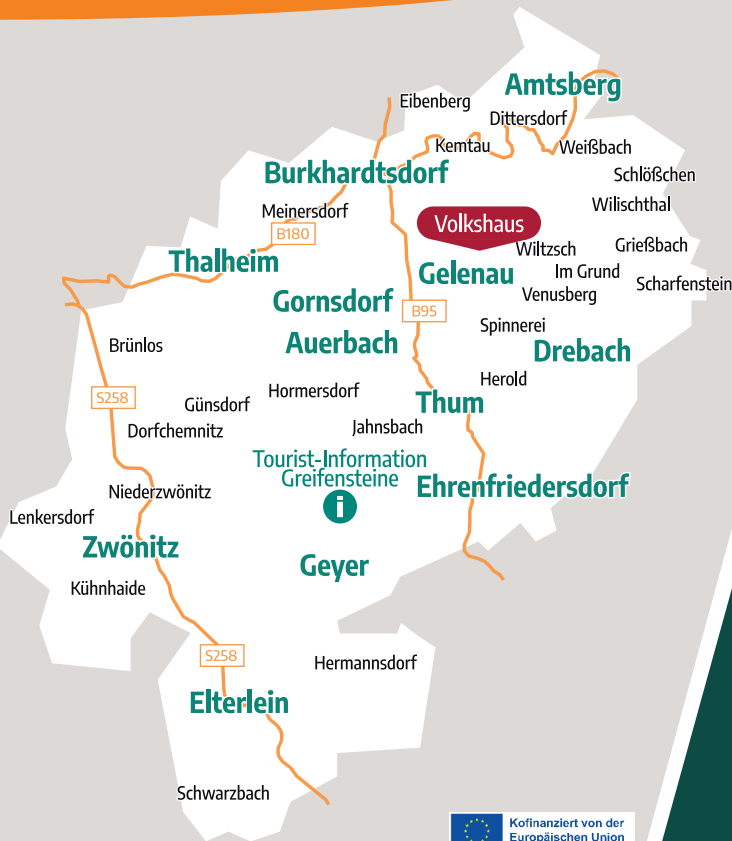 Amtsberg
Eibenberg
Dittersdorf
Kemtau
Weißbach
Burkhardtsdorf
Schlößchen
Meinersdorf
Wilischthal
B180
Volkshaus
Wiltzsch
Grießbach
Thalheim
Gelenau
Im Grund
Scharfenstein
Venusberg
Gornsdorf
B95
Spinnerei
Auerbach
Drebach
Brünlos
Herold
Hormersdorf
S258
Günsdorf
Thum
Dorfchemnitz
Jahnsbach
Tourist-Information
Greifensteine
i
Ehrenfriedersdorf
Niederzwönitz
Lenkersdorf
Zwönitz
Geyer
Kühnhaide
S258
Hermannsdorf
Elterlein
Schwarzbach
Kofinanziert von der
Europäischen Union